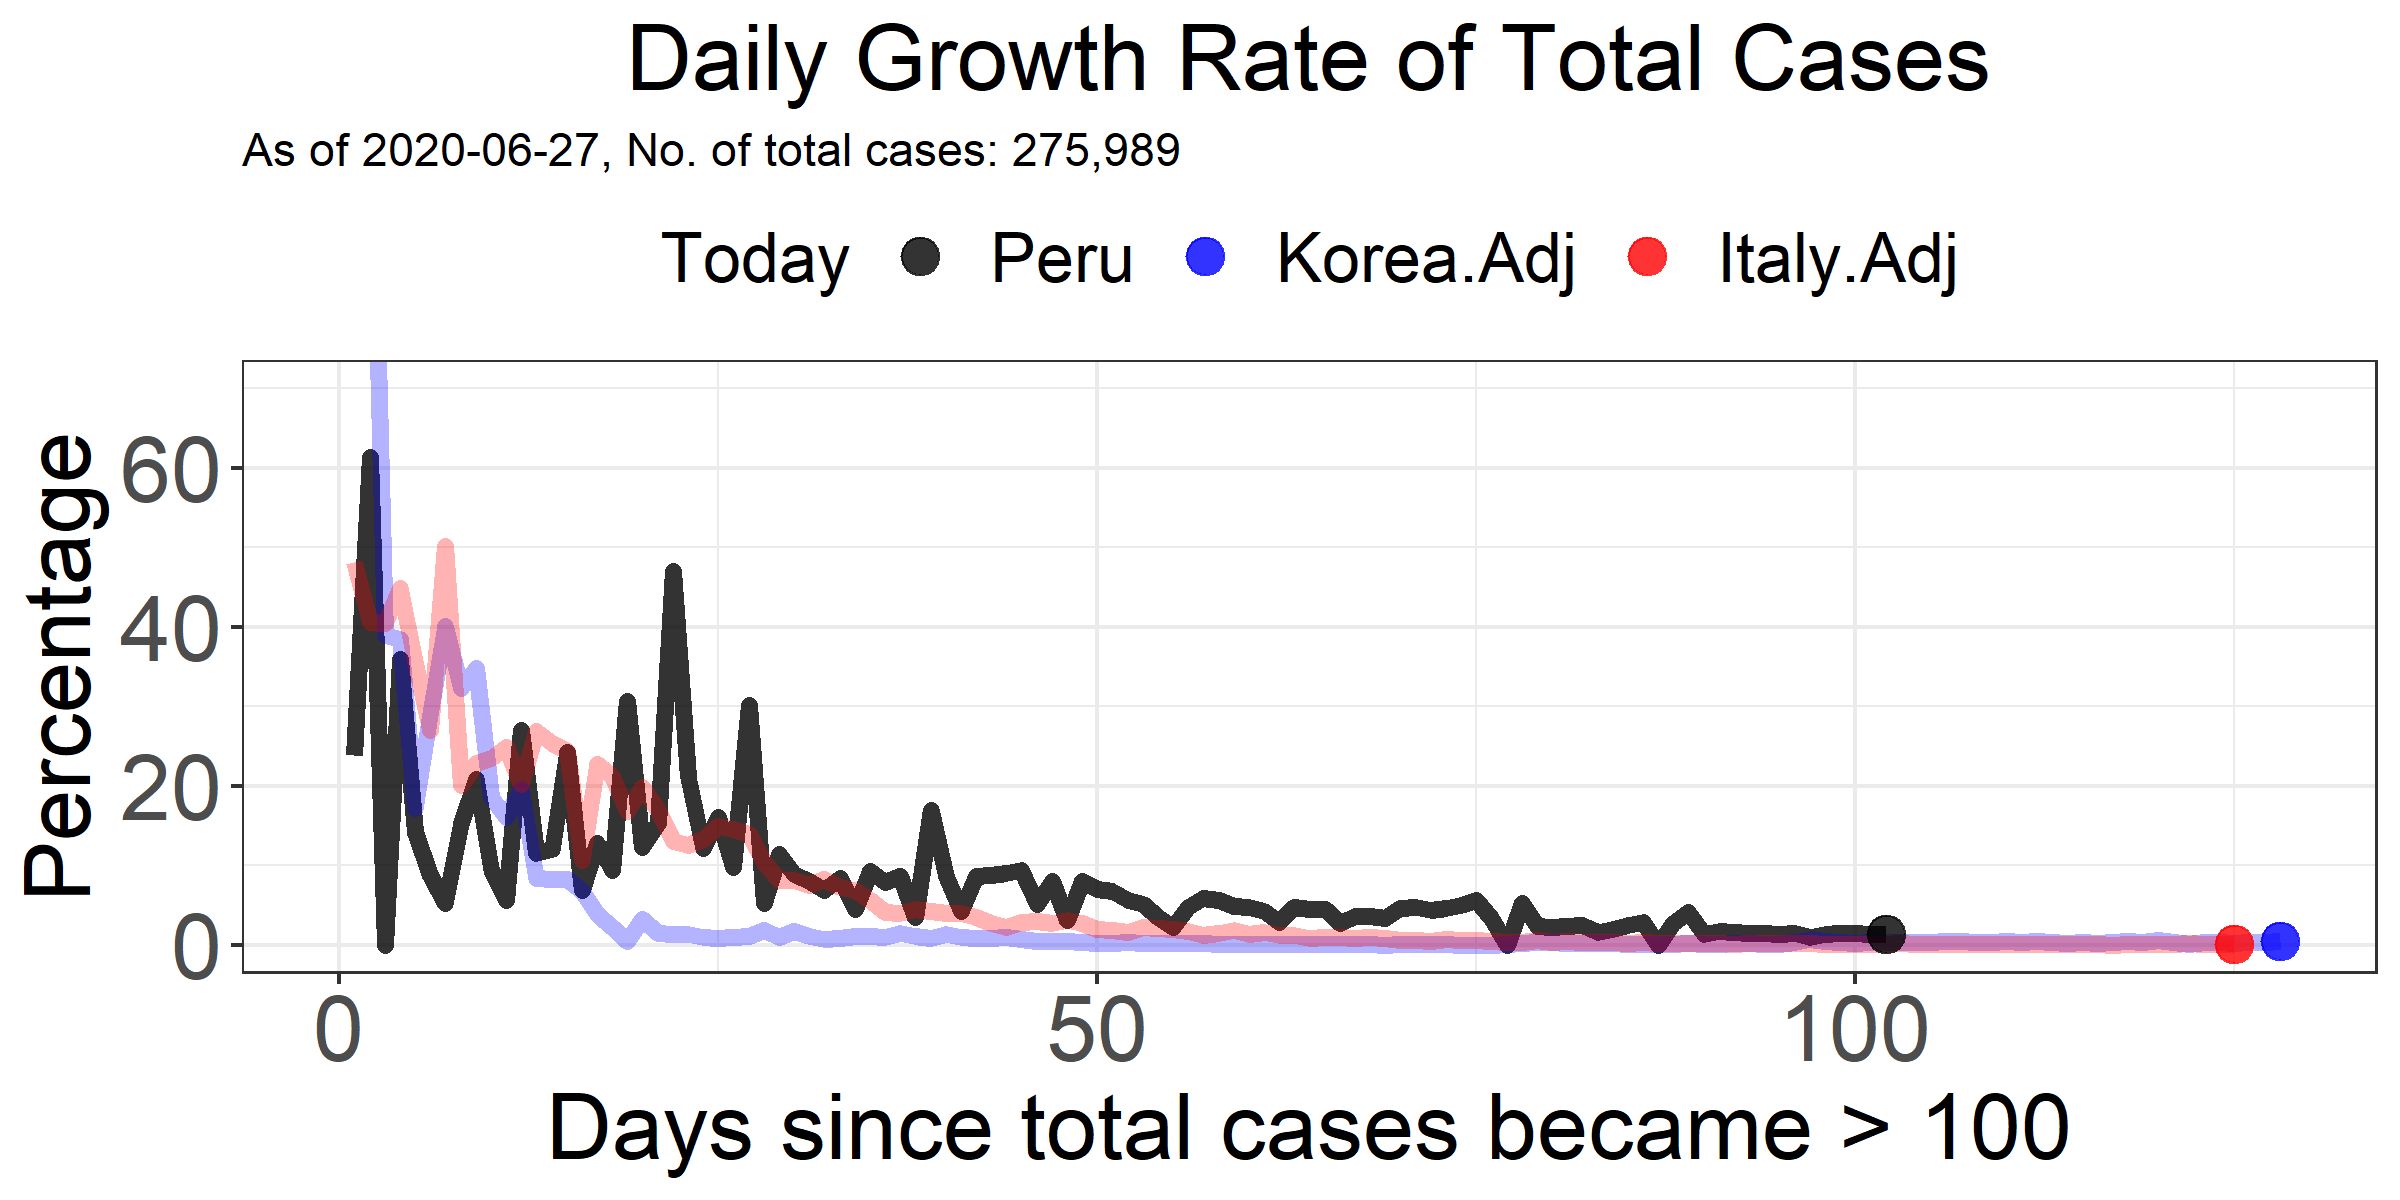 Daily Growth Rate of Total Cases
As of 2020-06-27, No. of total cases: 275,989
Today Peru Korea.Adj Italy.Adj
Percentage
60
40
20
0
0 50 100
Days since total cases became > 100